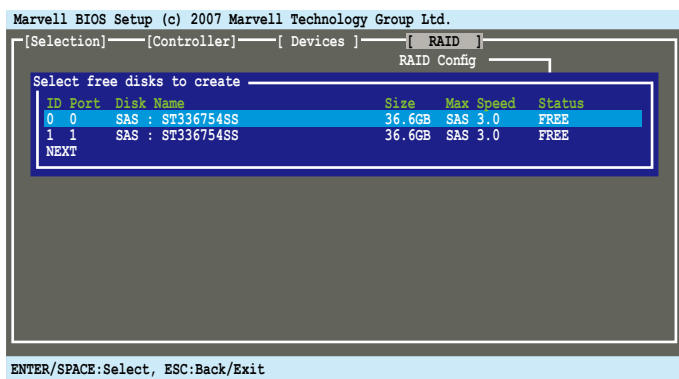 Marvell BIOS Setup (c) 2007 Marvell Technology Group Ltd.
[Selection] [Controller] [ Devices ] [ RAID ]
RAID Config
Select free disks to create
ID Port Disk Name Size Max Speed Status
0 0 SAS : ST336754SS 36.6GB SAS 3.0 FREE
1 1 SAS : ST336754SS 36.6GB SAS 3.0 FREE
NEXT
ENTER/SPACE:Select, ESC:Back/Exit